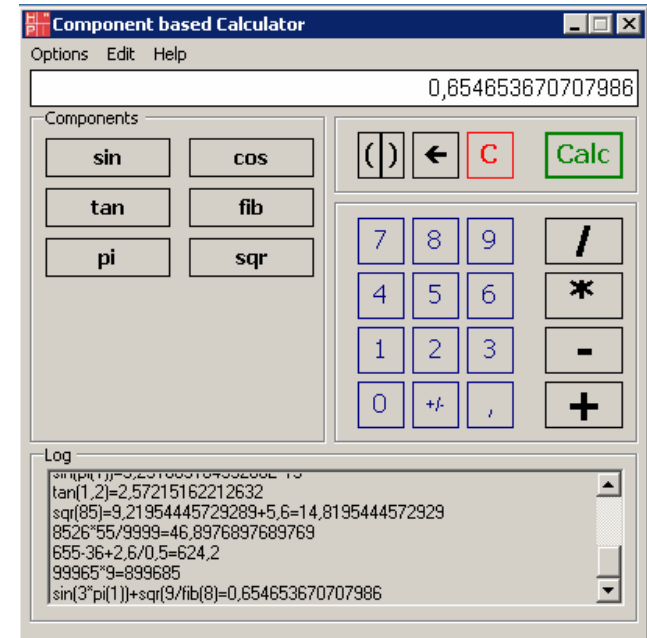 Component based Calculator
Options Edit Help
0,654653670707986
Components
sin cos
tan fib
pi sqr
( ) ← C Calc
7 8 9 /
4 5 6 *
1 2 3 -
0 +/- , +
Log
tan(1,2)=2,57215162212632
sqr(85)=9,21954445729289+5,6=14,8195444572929
8526*55/9999=46,8976897689769
655-36+2,6/0,5=624,2
99965*9=899685
sin(3*pi(1))+sqr(9/fib(8)=0,654653670707986